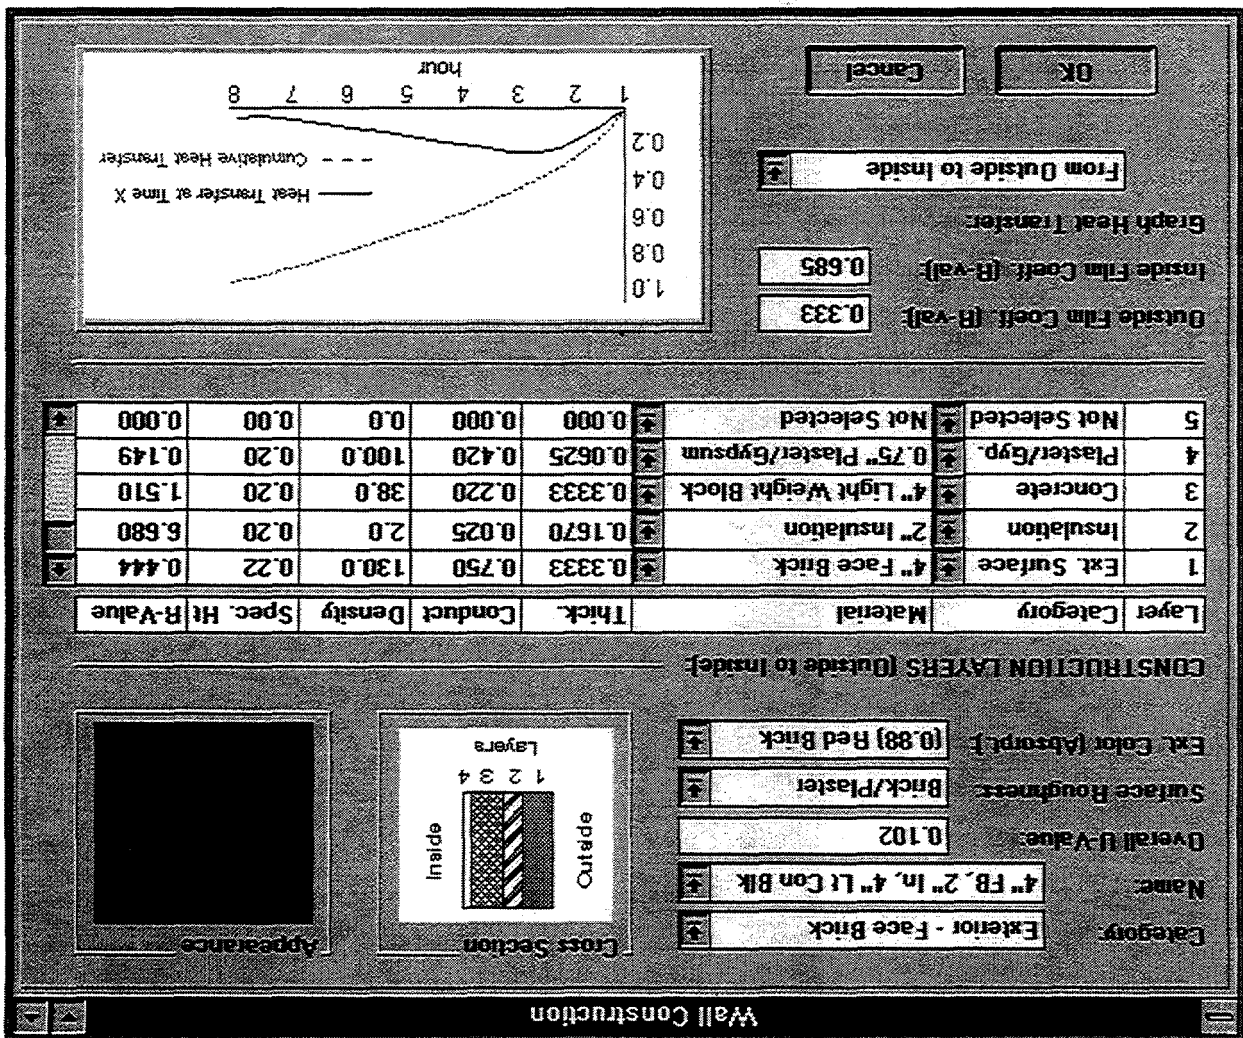 Wall Construction
Category: Exterior - Face Brick
Name: 4" FB, 2" In, 4" Lt Con Blk
Overall U-Value: 0.102
Surface Roughness: Brick/Plaster
Ext. Color (Absorpt.): (0.88) Red Brick
Cross Section
Outside
Inside
1 2 3 4
Layers
Appearance
CONSTRUCTION LAYERS (Outside to Inside):
Layer Category Material Thick. Conduct Density Spec. Ht R-Value
1 Ext. Surface 4" Face Brick 0.3333 0.750 130.0 0.22 0.444
2 Insulation 2" Insulation 0.1670 0.025 2.0 0.20 6.680
3 Concrete 4" Light Weight Block 0.3333 0.220 38.0 0.20 1.510
4 Plaster/Gyp. 0.75" Plaster/Gypsum 0.0625 0.420 100.0 0.20 0.149
5 Not Selected Not Selected 0.000 0.000 0.0 0.00 0.000
Outside Film Coeff. (R-val): 0.333
Inside Film Coeff. (R-val): 0.685
Graph Heat Transfer:
From Outside to Inside
OK
Cancel
1.0
0.8
0.6
0.4
0.2
Heat Transfer at Time X
Cumulative Heat Transfer
1 2 3 4 5 6 7 8
hour